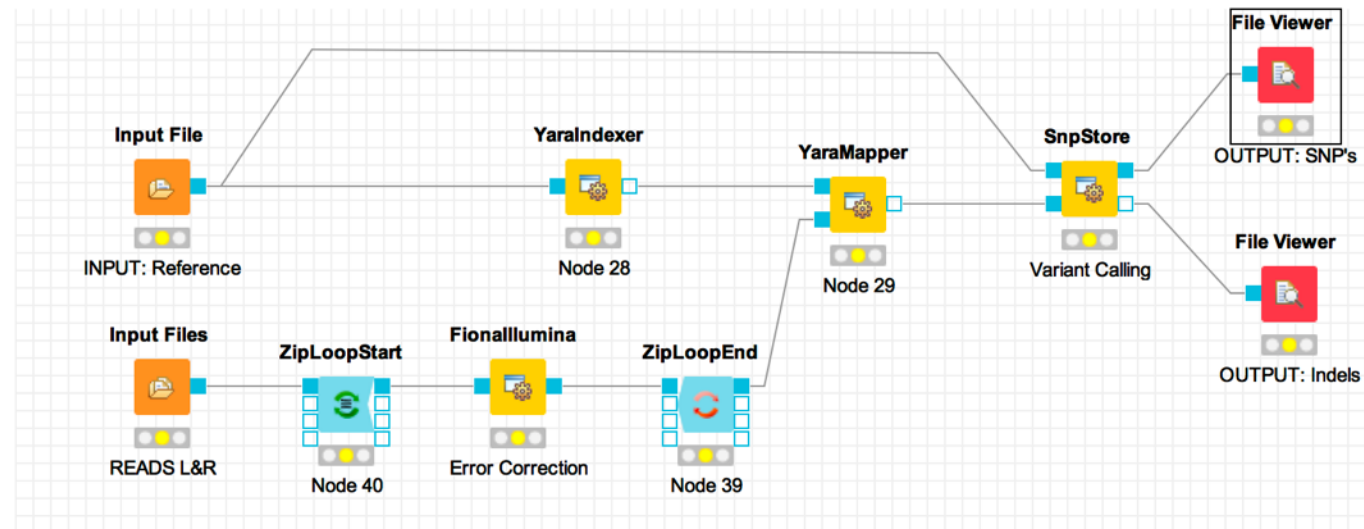 File Viewer
OUTPUT: SNP's
Input File
INPUT: Reference
YaraIndexer
Node 28
YaraMapper
Node 29
SnpStore
Variant Calling
File Viewer
OUTPUT: Indels
Input Files
READS L&R
ZipLoopStart
Node 40
FionaIllumina
Error Correction
ZipLoopEnd
Node 39